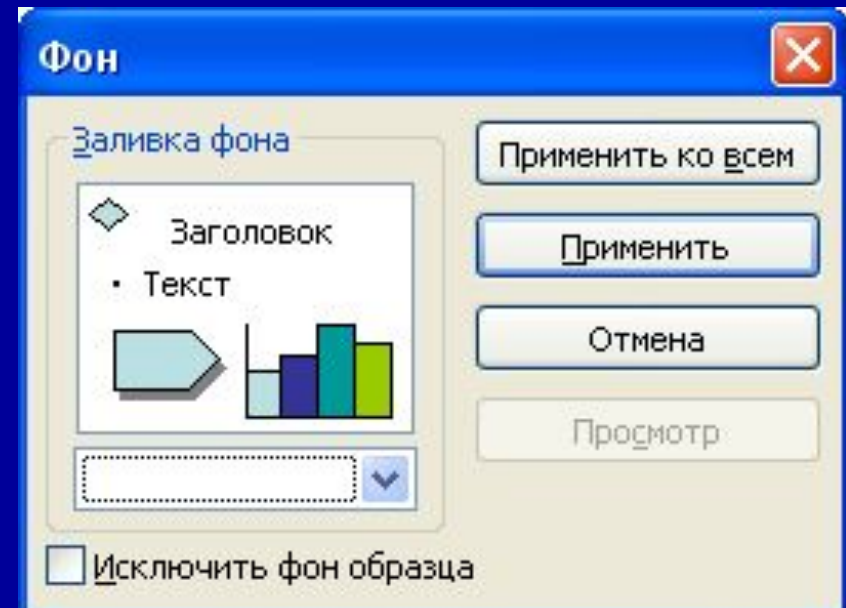 Фон
Заливка фона
Заголовок
• Текст
Применить ко всем
Применить
Отмена
Просмотр
Исключить фон образца